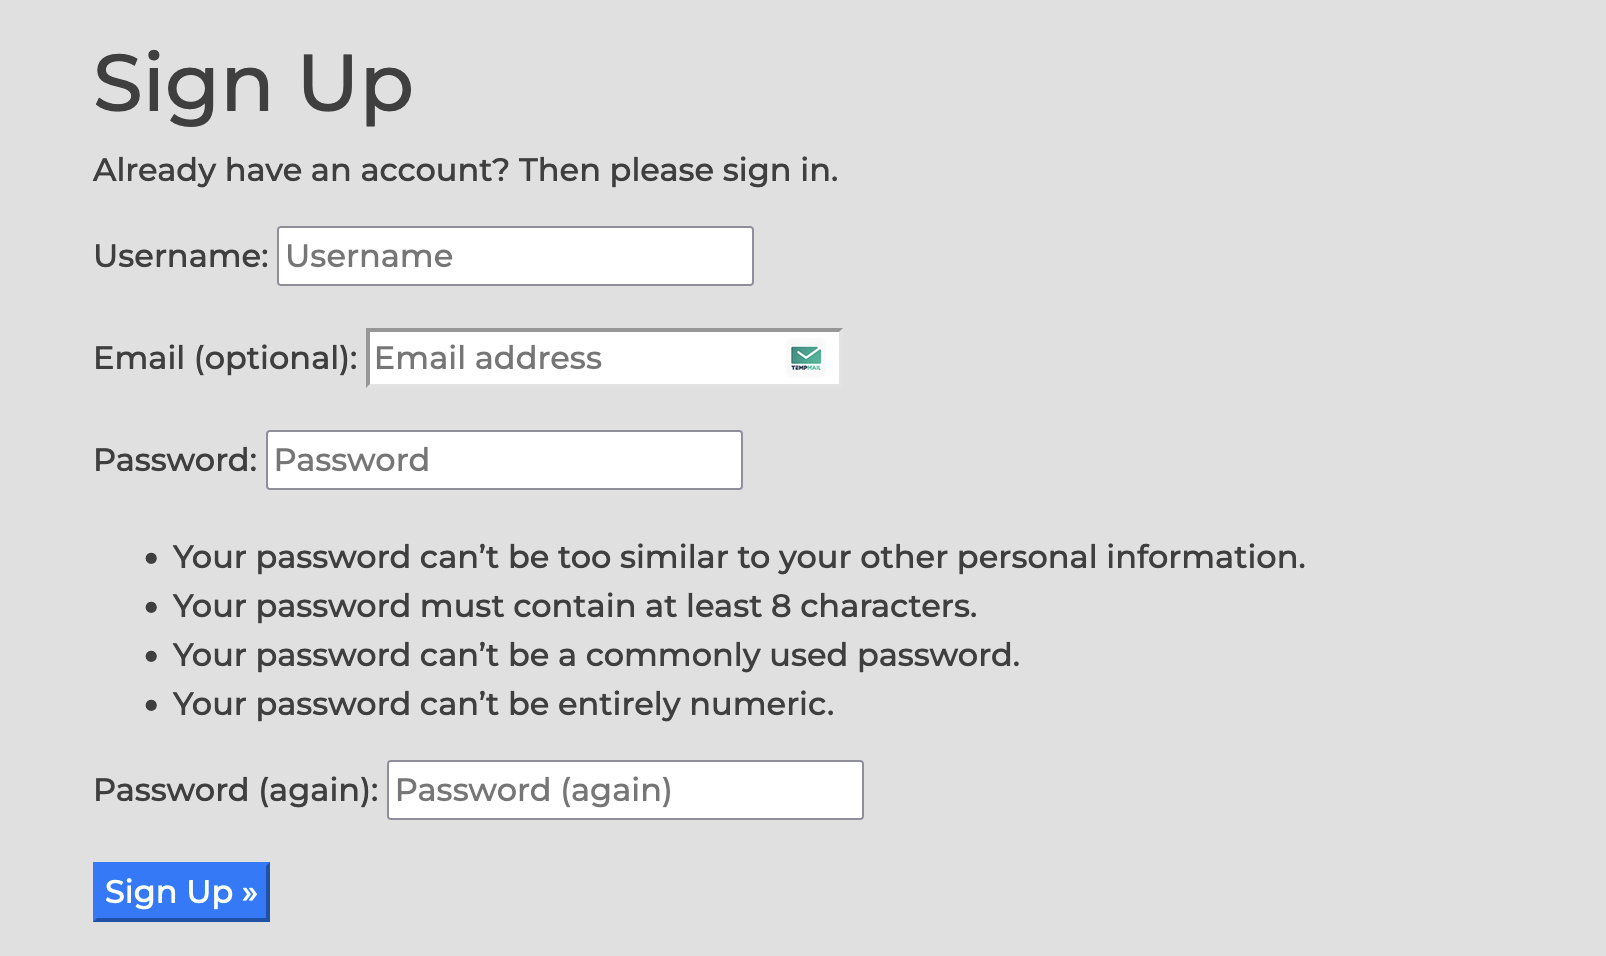 Sign Up
Already have an account? Then please sign in.
Username: Username
Email (optional): Email address TEMPMAIL
Password: Password
• Your password can’t be too similar to your other personal information.
• Your password must contain at least 8 characters.
• Your password can’t be a commonly used password.
• Your password can’t be entirely numeric.
Password (again): Password (again)
Sign Up »